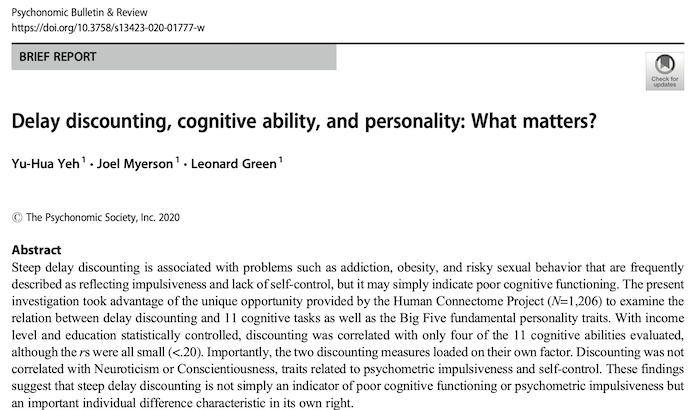 Psychonomic Bulletin & Review
https://doi.org/10.3758/s13423-020-01777-w
BRIEF REPORT
Check for
updates
Delay discounting, cognitive ability, and personality: What matters?
Yu-Hua Yeh 1 · Joel Myerson 1 · Leonard Green 1
© The Psychonomic Society, Inc. 2020
Abstract
Steep delay discounting is associated with problems such as addiction, obesity, and risky sexual behavior that are frequently
described as reflecting impulsiveness and lack of self-control, but it may simply indicate poor cognitive functioning. The present
investigation took advantage of the unique opportunity provided by the Human Connectome Project (N=1,206) to examine the
relation between delay discounting and 11 cognitive tasks as well as the Big Five fundamental personality traits. With income
level and education statistically controlled, discounting was correlated with only four of the 11 cognitive abilities evaluated,
although the rs were all small (<.20). Importantly, the two discounting measures loaded on their own factor. Discounting was not
correlated with Neuroticism or Conscientiousness, traits related to psychometric impulsiveness and self-control. These findings
suggest that steep delay discounting is not simply an indicator of poor cognitive functioning or psychometric impulsiveness but
an important individual difference characteristic in its own right.